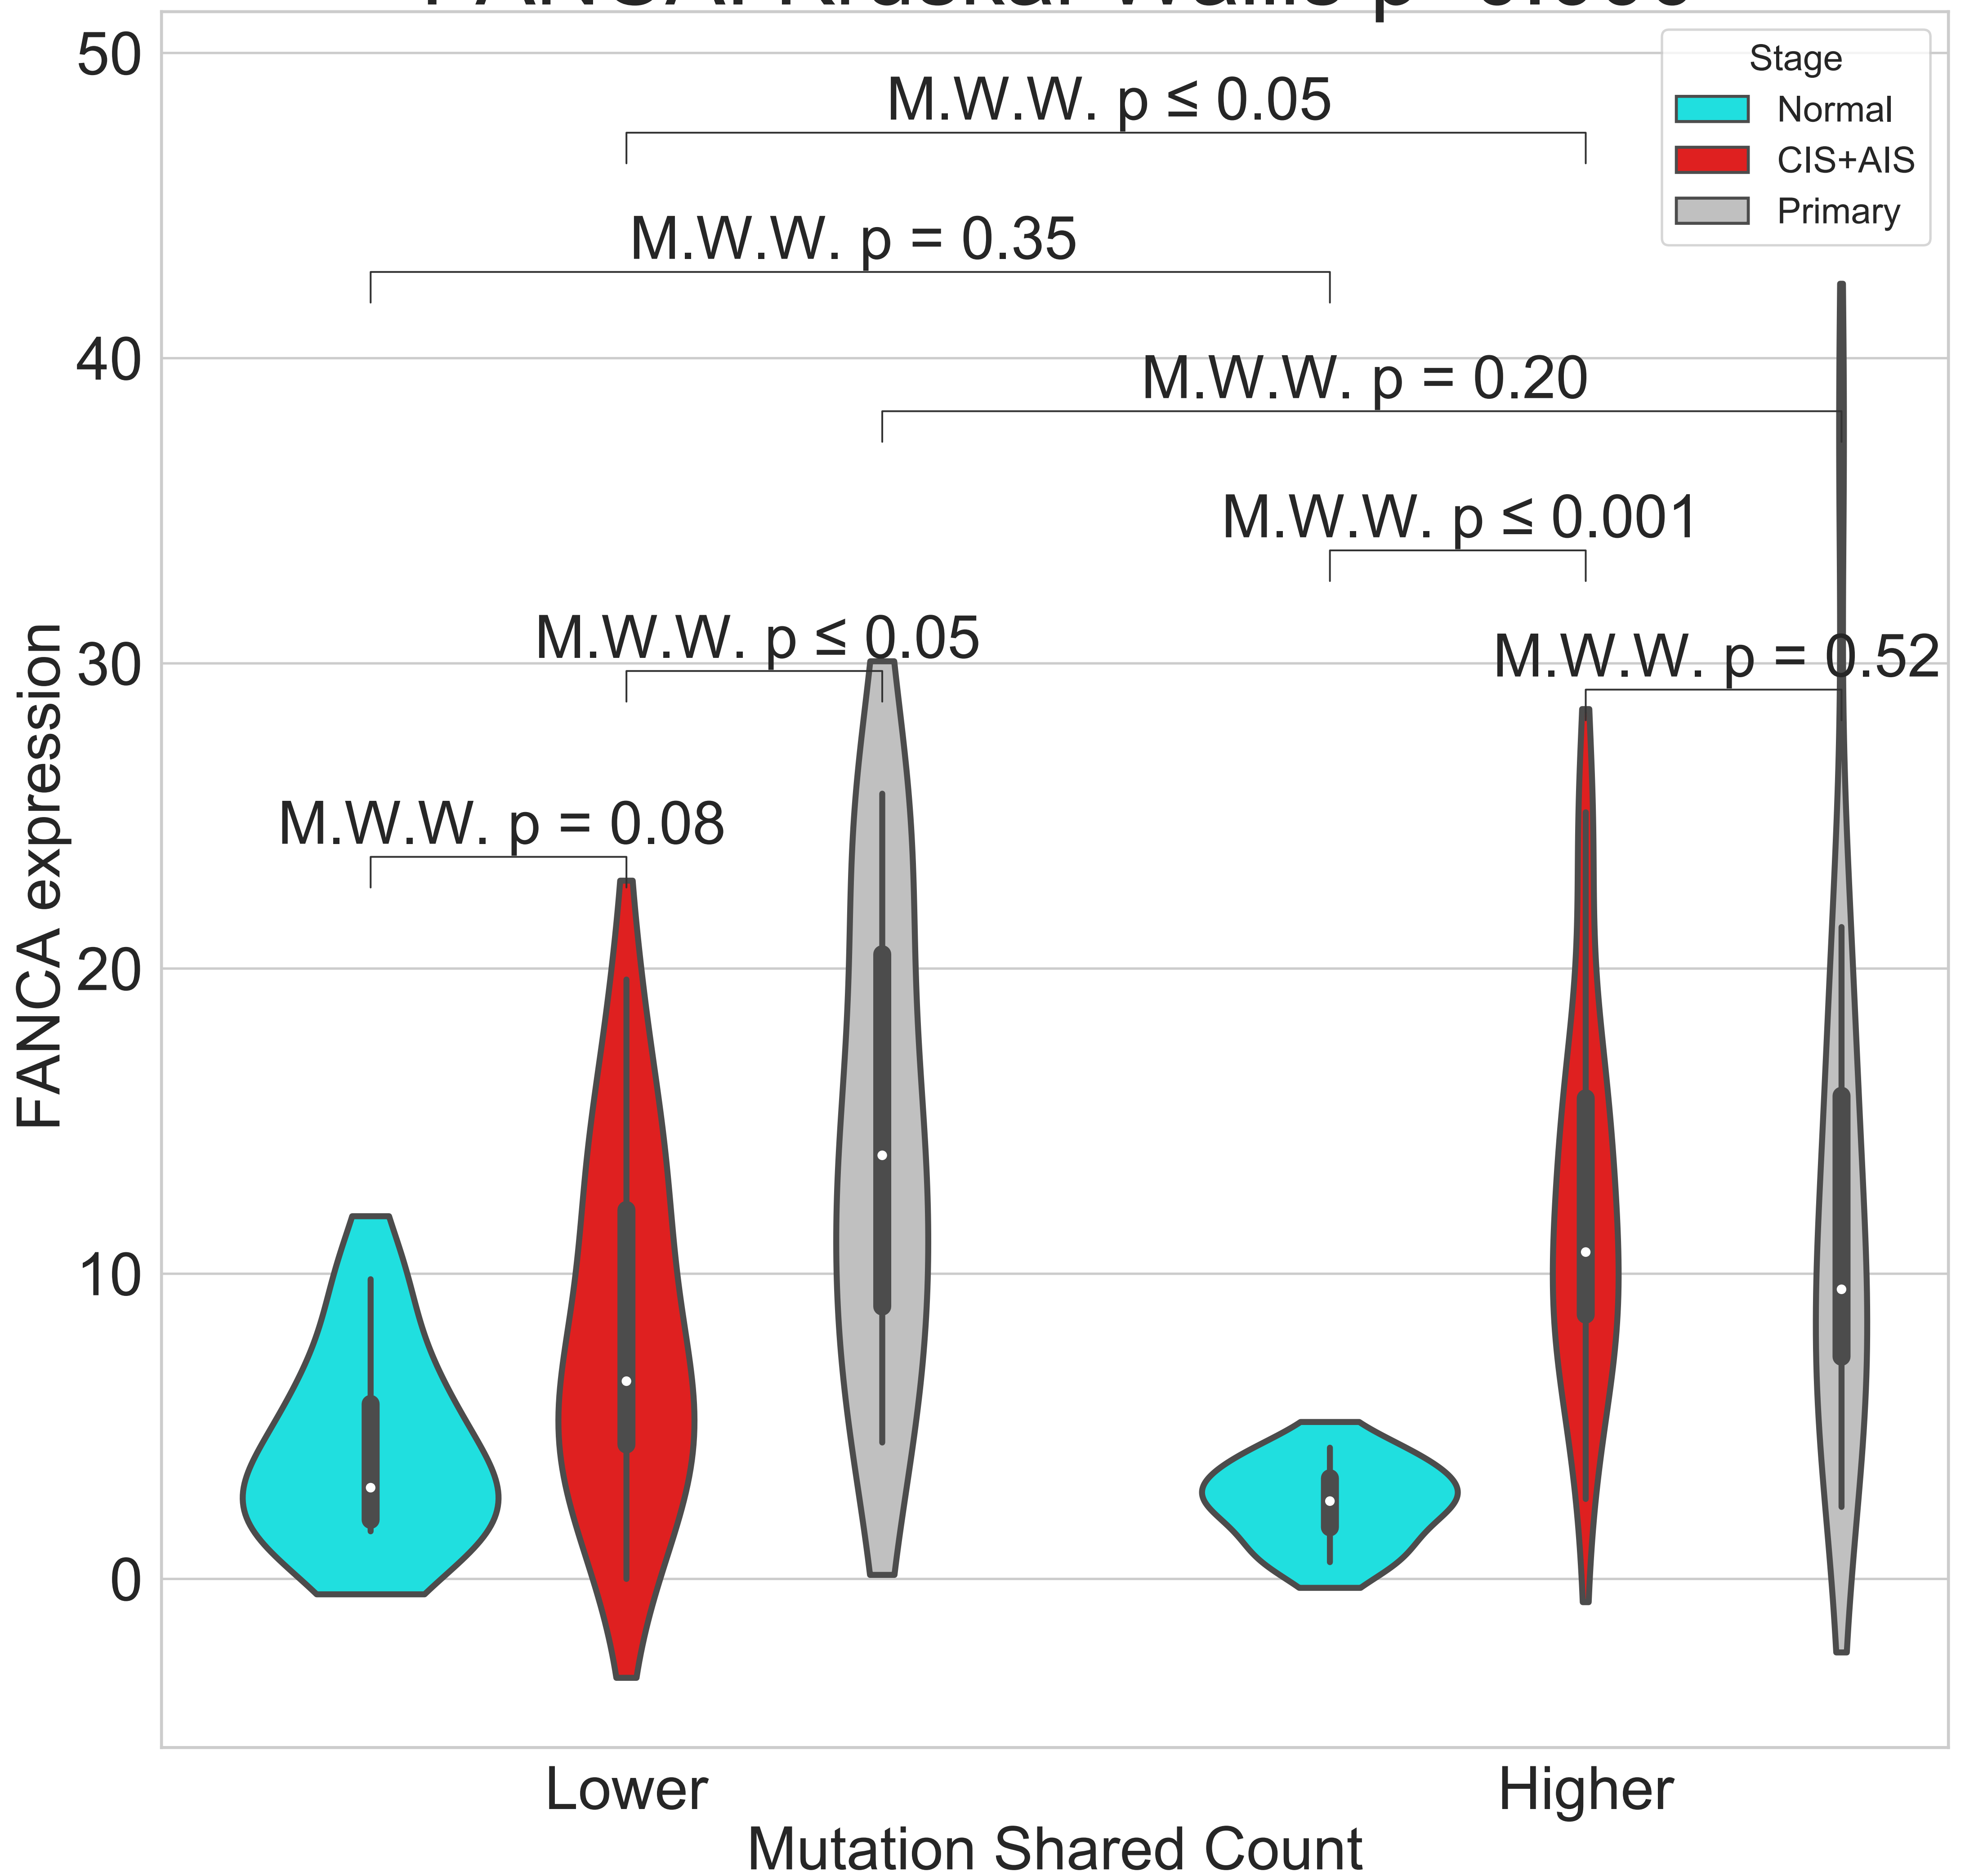 50
Stage
Normal
CIS+AIS
Primary
M.W.W. p ≤ 0.05
M.W.W. p = 0.35
40
M.W.W. p = 0.20
M.W.W. p ≤ 0.001
M.W.W. p ≤ 0.05
M.W.W. p = 0.52
30
M.W.W. p = 0.08
20
10
0
FANCA expression
Lower
Higher
Mutation Shared Count